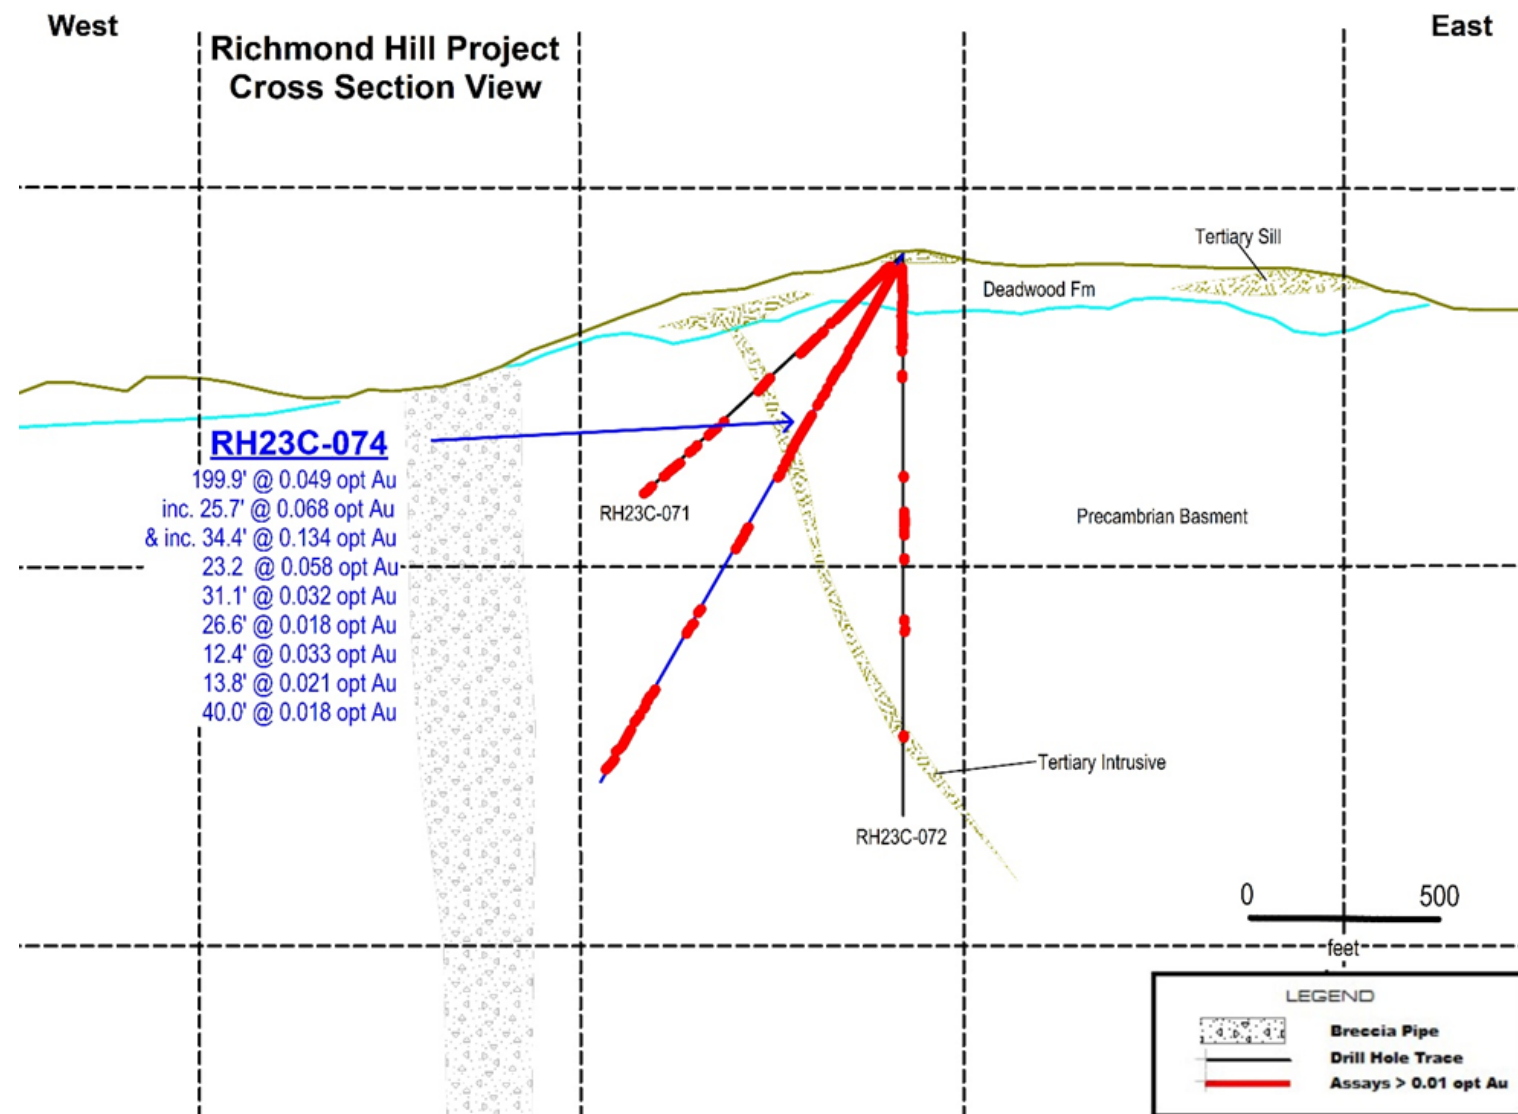 West
East
Richmond Hill Project
Cross Section View
Tertiary Sill
Deadwood Fm
RH23C-074
199.9' @ 0.049 opt Au
inc. 25.7' @ 0.068 opt Au
& inc. 34.4' @ 0.134 opt Au
23.2 @ 0.058 opt Au
31.1' @ 0.032 opt Au
26.6' @ 0.018 opt Au
12.4' @ 0.033 opt Au
13.8' @ 0.021 opt Au
40.0' @ 0.018 opt Au
RH23C-071
Precambrian Basment
Tertiary Intrusive
RH23C-072
0 500
feet
LEGEND
Breccia Pipe
Drill Hole Trace
Assays > 0.01 opt Au